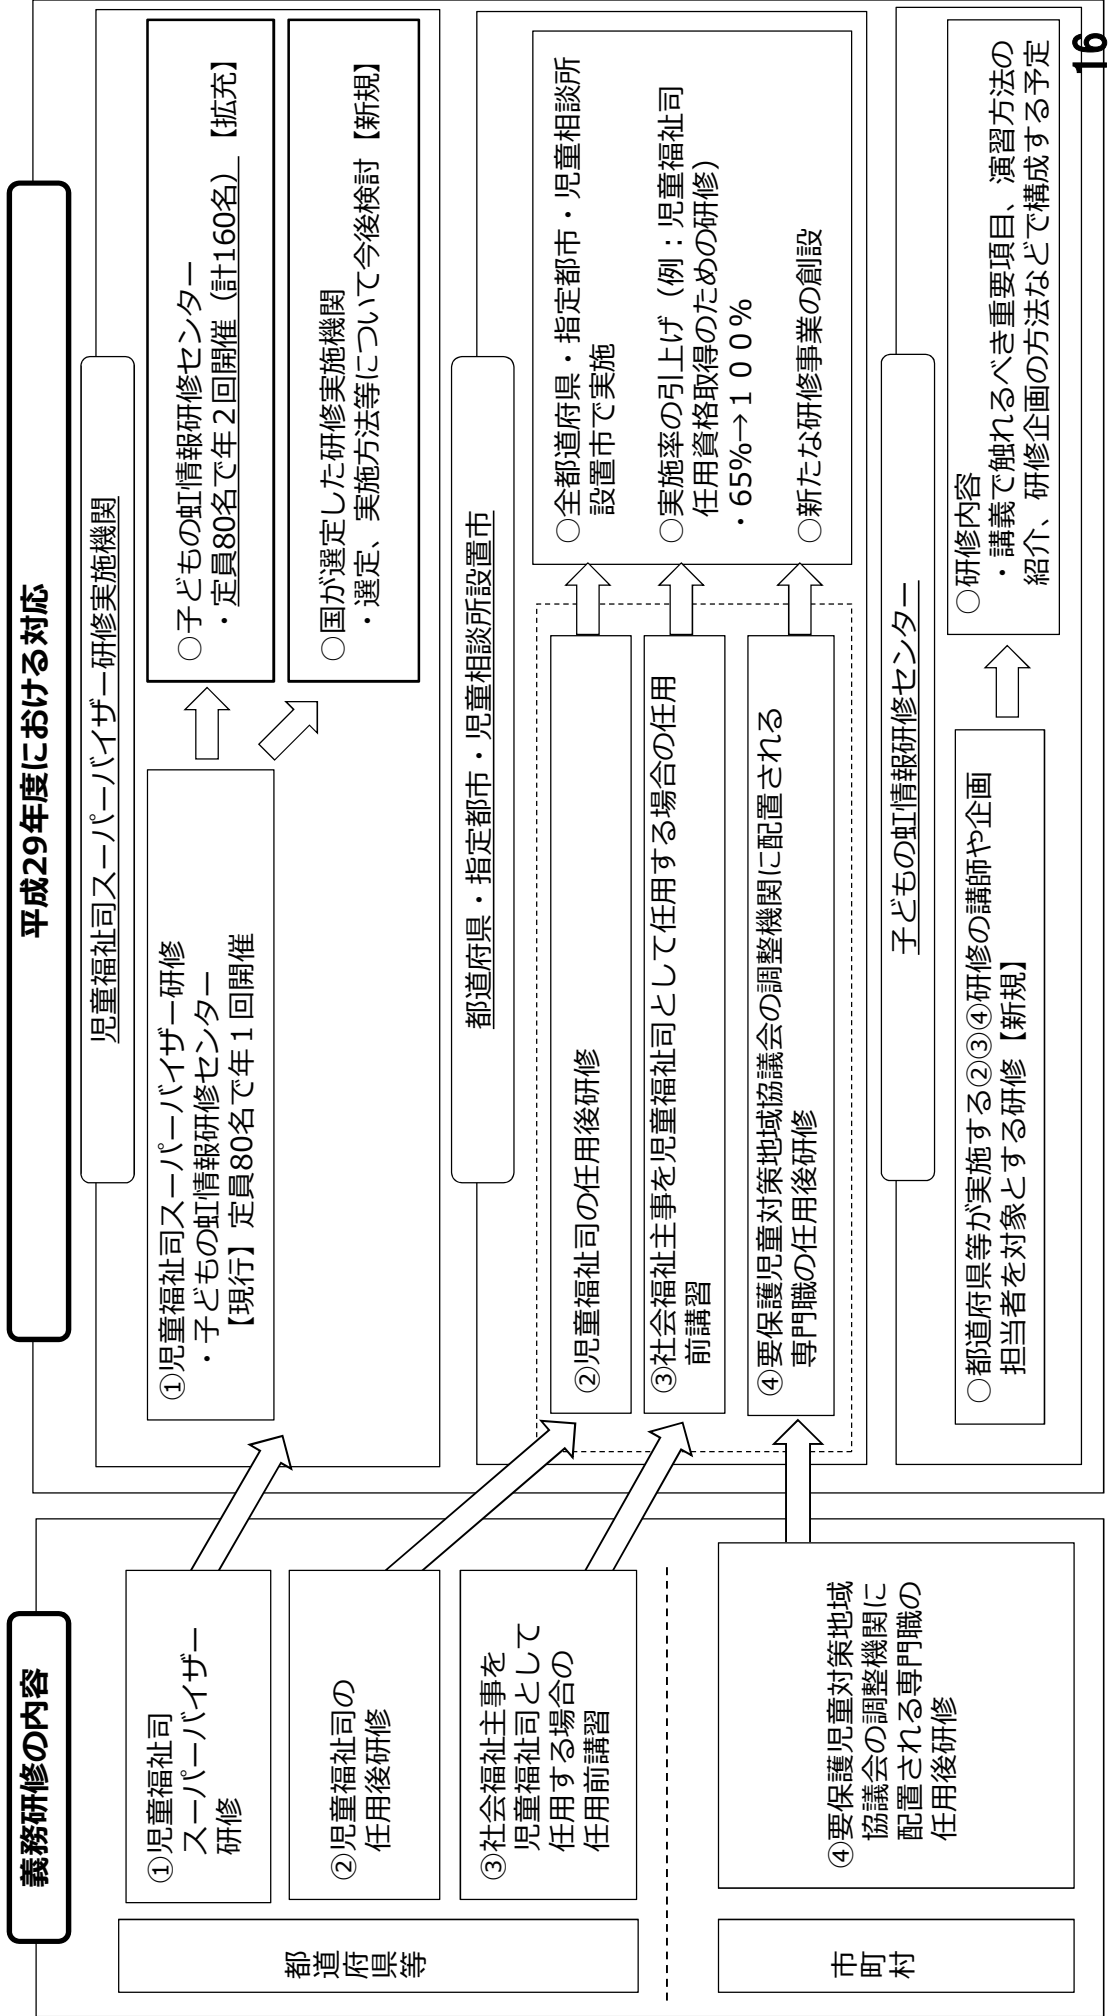 義務研修の内容
都道府県等
①児童福祉司
スーパーバイザー
研修
②児童福祉司の
任用後研修
③社会福祉主事を
児童福祉司として
任用する場合の
任用前講習
市町村
④要保護児童対策地域
協議会の調整機関に
配置される専門職の
任用後研修
平成29年度における対応
児童福祉司スーパーバイザー研修実施機関
①児童福祉司スーパーバイザー研修
・子どもの虹情報研修センター
【現行】定員80名で年1回開催
○子どもの虹情報研修センター
・定員80名で年2回開催(計160名)【拡充】
○国が選定した研修実施機関
・選定、実施方法等について今後検討【新規】
都道府県・指定都市・児童相談所設置市
②児童福祉司の任用後研修
③社会福祉主事を児童福祉司として任用する場合の任用
前講習
④要保護児童対策地域協議会の調整機関に配置される
専門職の任用後研修
○全都道府県・指定都市・児童相談所
設置市で実施
○実施率の引上げ(例:児童福祉司
任用資格取得のための研修)
・65%→100%
○新たな研修事業の創設
子どもの虹情報研修センター
○都道府県等が実施する②③④研修の講師や企画
担当者を対象とする研修【新規】
○研修内容
・講義で触れるべき重要項目、演習方法の
紹介、研修企画の方法などで構成する予定
16